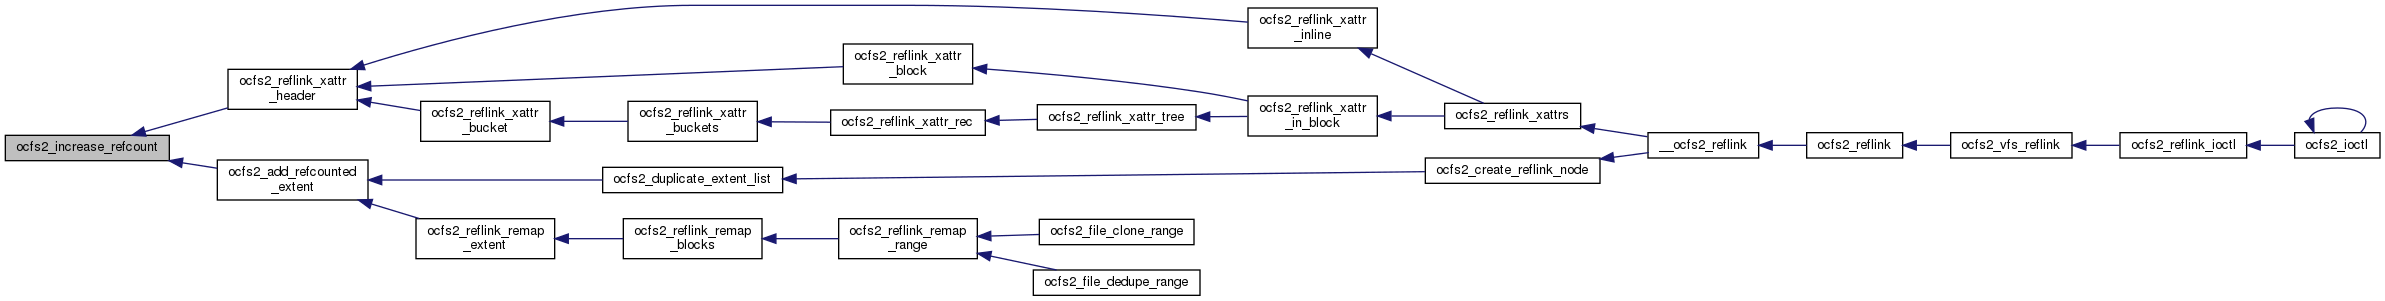 ocfs2_increase_refcount
ocfs2_reflink_xattr
_header
ocfs2_add_refcounted
_extent
ocfs2_reflink_xattr
_inline
ocfs2_reflink_xattr
_block
ocfs2_reflink_xattr
_bucket
ocfs2_reflink_xattr
_buckets
ocfs2_reflink_xattr_rec
ocfs2_reflink_xattr_tree
ocfs2_reflink_xattr
_in_block
ocfs2_reflink_xattrs
__ocfs2_reflink
ocfs2_reflink
ocfs2_vfs_reflink
ocfs2_reflink_ioctl
ocfs2_ioctl
ocfs2_duplicate_extent_list
ocfs2_create_reflink_node
ocfs2_reflink_remap
_extent
ocfs2_reflink_remap
_blocks
ocfs2_reflink_remap
_range
ocfs2_file_clone_range
ocfs2_file_dedupe_range